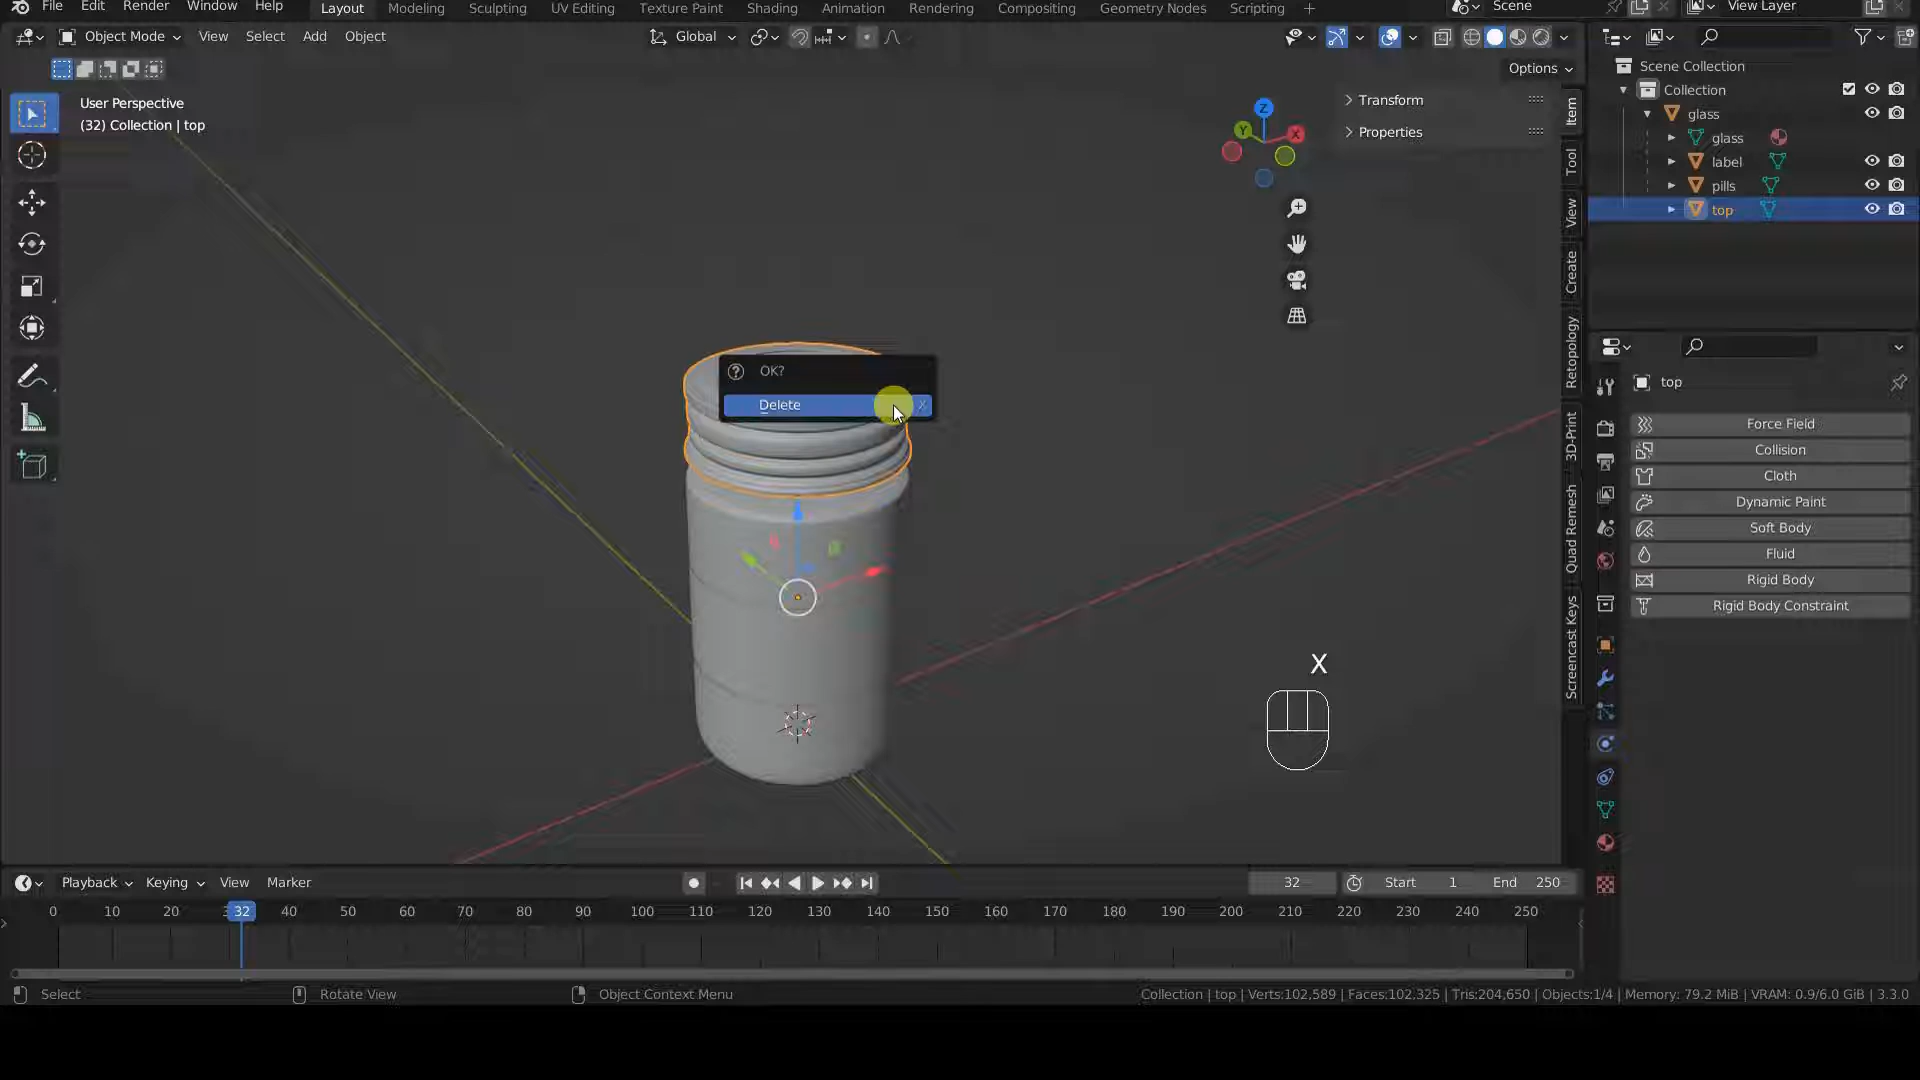 File Edit Render Window Help Layout Modeling Sculpting UV Editing Texture Paint Shading Animation Rendering Compositing Geometry Nodes Scripting + Scene View Layer
Object Mode View Select Add Object Global
Options
User Perspective
(32) Collection | top
Transform
Properties
Item
Tool
View
Create
Retopology
3D-Print
Quad Remesh
Screencast Keys
Z
Y
X
Scene Collection
Collection
glass
glass
label
pills
top
top
Force Field
Collision
Cloth
Dynamic Paint
Soft Body
Fluid
Rigid Body
Rigid Body Constraint
OK?
Delete X
X
Playback Keying View Marker 32 Start 1 End 250
0 10 20 32 40 50 60 70 80 90 100 110 120 130 140 150 160 170 180 190 200 210 220 230 240 250
Select Rotate View Object Context Menu Collection | top | Verts:102,589 | Faces:102,325 | Tris:204,650 | Objects:1/4 | Memory: 79.2 MiB | VRAM: 0.9/6.0 GiB | 3.3.0